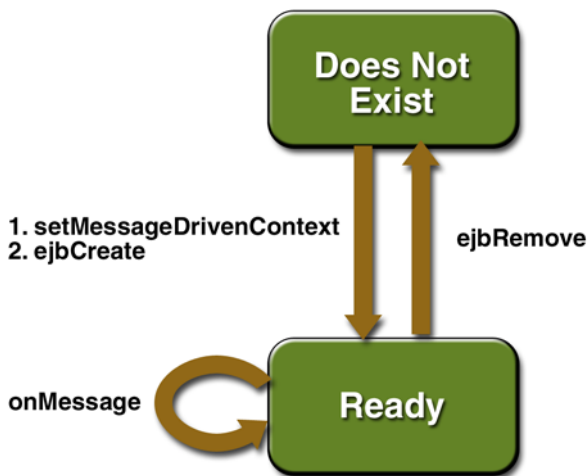 Does Not
Exist
1. setMessageDrivenContext
2. ejbCreate
ejbRemove
onMessage
Ready